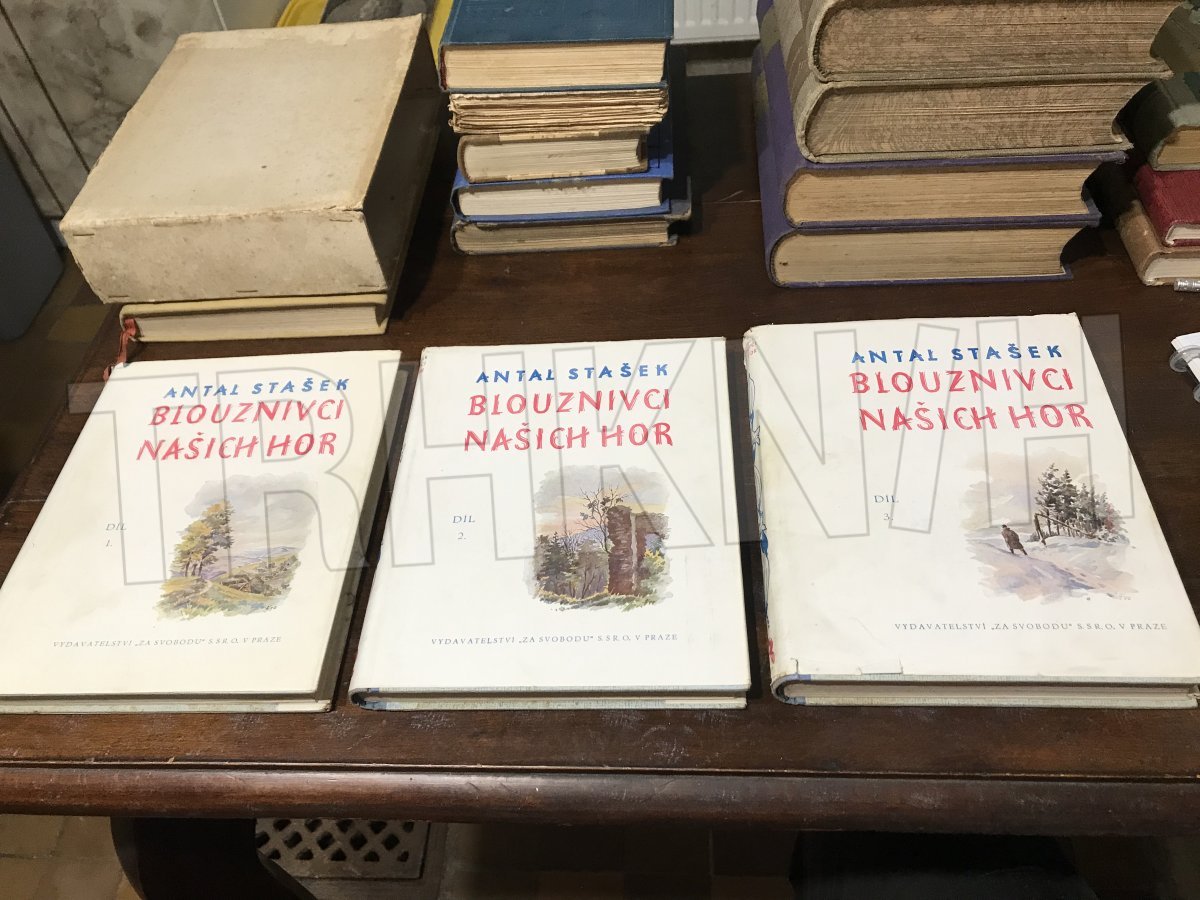 ANTAL STAŠEK
BLOUZNIVCI
NAŠICH HOR
DÍL
1.
VYDAVATELSTVÍ „ZA SVOBODU“ S. S R. O. V PRAZE
ANTAL STAŠEK
BLOUZNIVCI
NAŠICH HOR
DÍL
2.
VYDAVATELSTVÍ „ZA SVOBODU“ S. S R. O. V PRAZE
ANTAL STAŠEK
BLOUZNIVCI
NAŠICH HOR
DÍL
3.
VYDAVATELSTVÍ „ZA SVOBODU“ S. S R. O. V PRAZE
TRHKNIH